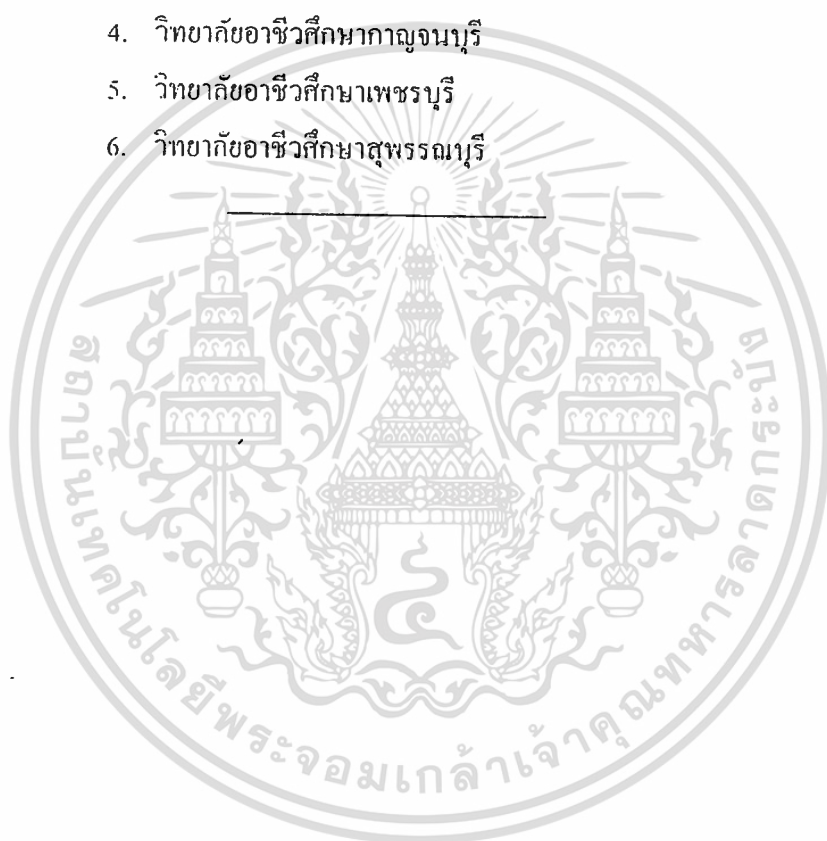 4. วิทยาลัยอาชีวศึกษากาญจนบุรี
5. วิทยาลัยอาชีวศึกษาเพชรบุรี
6. วิทยาลัยอาชีวศึกษาสุพรรณบุรี
สถาบันเทคโนโลยีพระจอมเกล้าเจ้าคุณทหารลาดกระบัง
๔